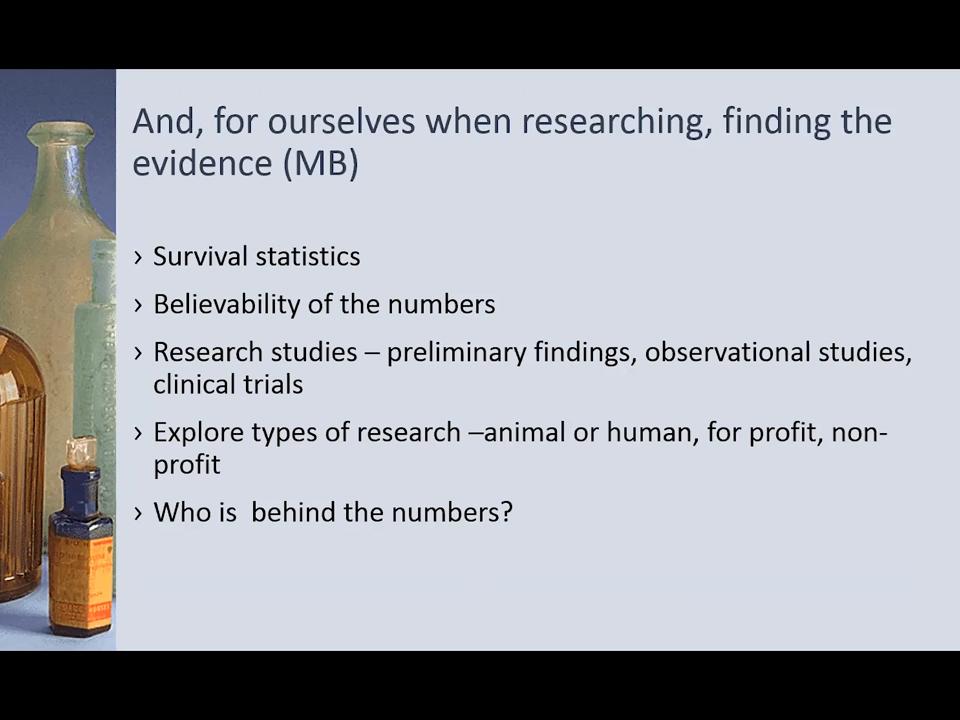 And, for ourselves when researching, finding the
evidence (MB)
› Survival statistics
› Believability of the numbers
› Research studies – preliminary findings, observational studies,
clinical trials
› Explore types of research –animal or human, for profit, non-
profit
› Who is  behind the numbers?